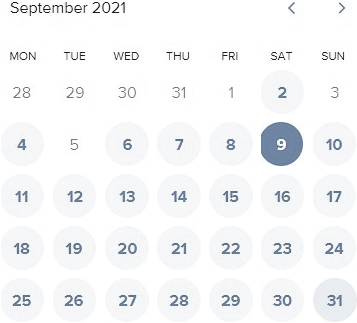 September 2021
MON TUE WED THU FRI SAT SUN
28 29 30 31 1 2 3
4 5 6 7 8 9 10
11 12 13 14 15 16 17
18 19 20 21 22 23 24
25 26 27 28 29 30 31